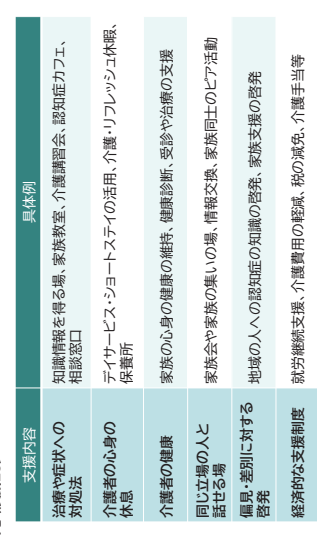 支援内容
具体例
治療や症状への
対処法
知識情報を得る場、家族教室、介護講習会、認知症カフェ、
相談窓口
介護者の心身の
休息
デイサービス・ショートステイの活用、介護・リフレッシュ休暇、
保養所
介護者の健康
家族の心身の健康の維持、健康診断、受診や治療の支援
同じ立場の人と
話せる場
家族会や家族の集いの場、情報交換、家族同士のピア活動
偏見・差別に対する
啓発
地域の人への認知症の知識の啓発、家族支援の啓発
経済的な支援制度
就労継続支援、介護費用の軽減、税の減免、介護手当等